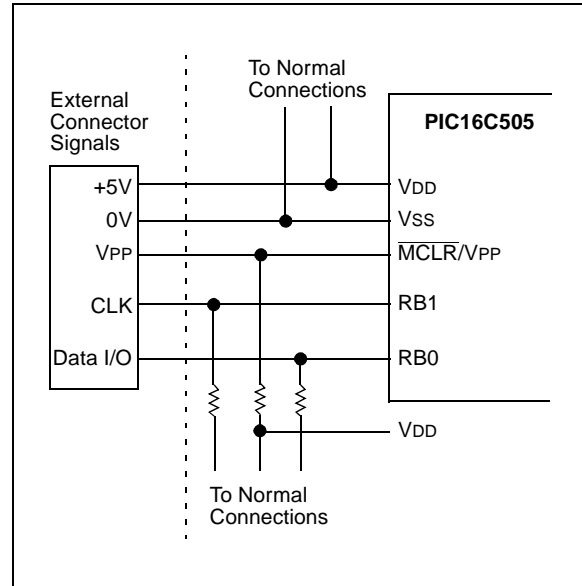 To Normal
Connections
External
Connector
Signals
PIC16C505
+5V
VDD
0V
VSS
VPP
MCLR/VPP
CLK
RB1
Data I/O
RB0
VDD
To Normal
Connections